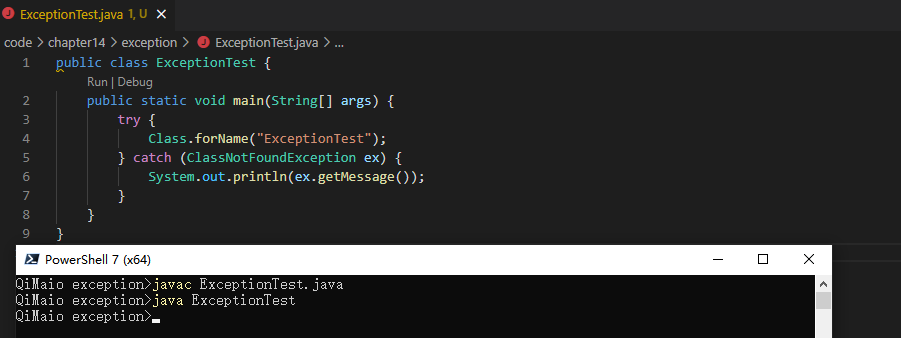 ExceptionTest.java 1, U
code > chapter14 > exception > ExceptionTest.java > ...
1 public class ExceptionTest {
Run | Debug
2 public static void main(String[] args) {
3 try {
4 Class.forName("ExceptionTest");
5 } catch (ClassNotFoundException ex) {
6 System.out.println(ex.getMessage());
7 }
8 }
9 }
PowerShell 7 (x64)
QiMaio exception>javac ExceptionTest.java
QiMaio exception>java ExceptionTest
QiMaio exception>